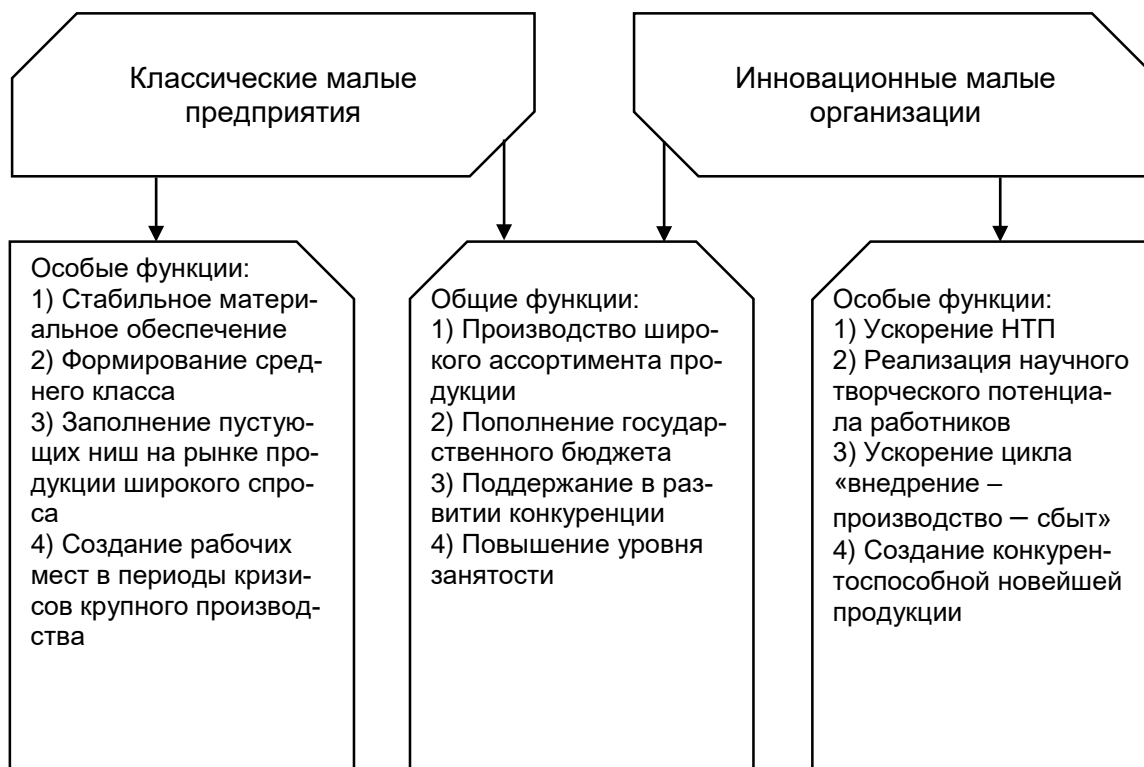 Классические малые
предприятия
Инновационные малые
организации
Особые функции:
1) Стабильное матери-
альное обеспечение
2) Формирование сред-
него класса
3) Заполнение пустую-
щих ниш на рынке про-
дукции широкого спро-
са
4) Создание рабочих
мест в периоды кризи-
сов крупного производ-
ства
Общие функции:
1) Производство широ-
кого ассортимента про-
дукции
2) Пополнение государ-
ственного бюджета
3) Поддержание в раз-
витии конкуренции
4) Повышение уровня
занятости
Особые функции:
1) Ускорение НТП
2) Реализация научного
творческого потенциа-
ла работников
3) Ускорение цикла
«внедрение –
производство – сбыт»
4) Создание конкурен-
тоспособной новейшей
продукции